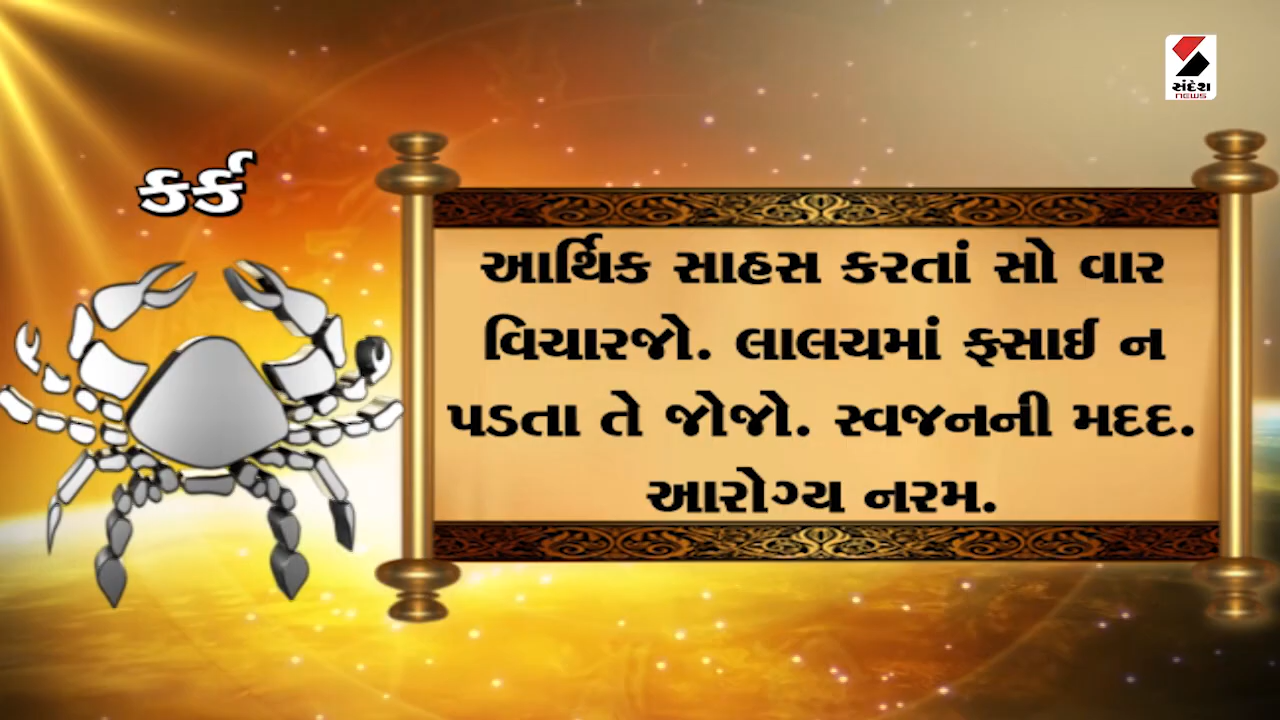 સંદેશ
NEWS
કર્ક
આર્થિક સાહસ કરતાં સો વાર
વિચારજો. લાલચમાં ફસાઈ ન
પડતા તે જોજો. સ્વજનની મદદ.
આરોગ્ય નરમ.